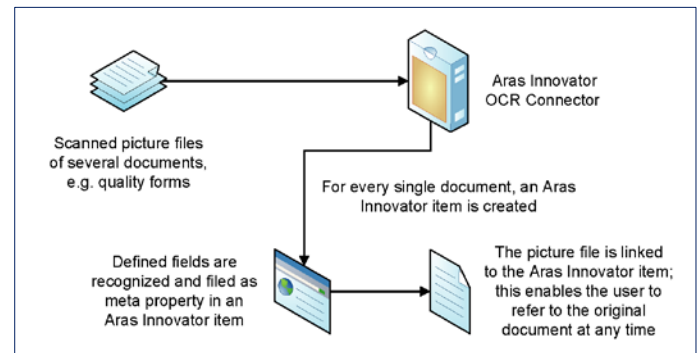 Aras Innovator
OCR Connector
Scanned picture files
of several documents,
e.g. quality forms
For every single document, an Aras
Innovator item is created
Defined fields are
recognized and filed as
meta property in an
Aras Innovator item
The picture file is linked
to the Aras Innovator item;
this enables the user to
refer to the original
document at any time